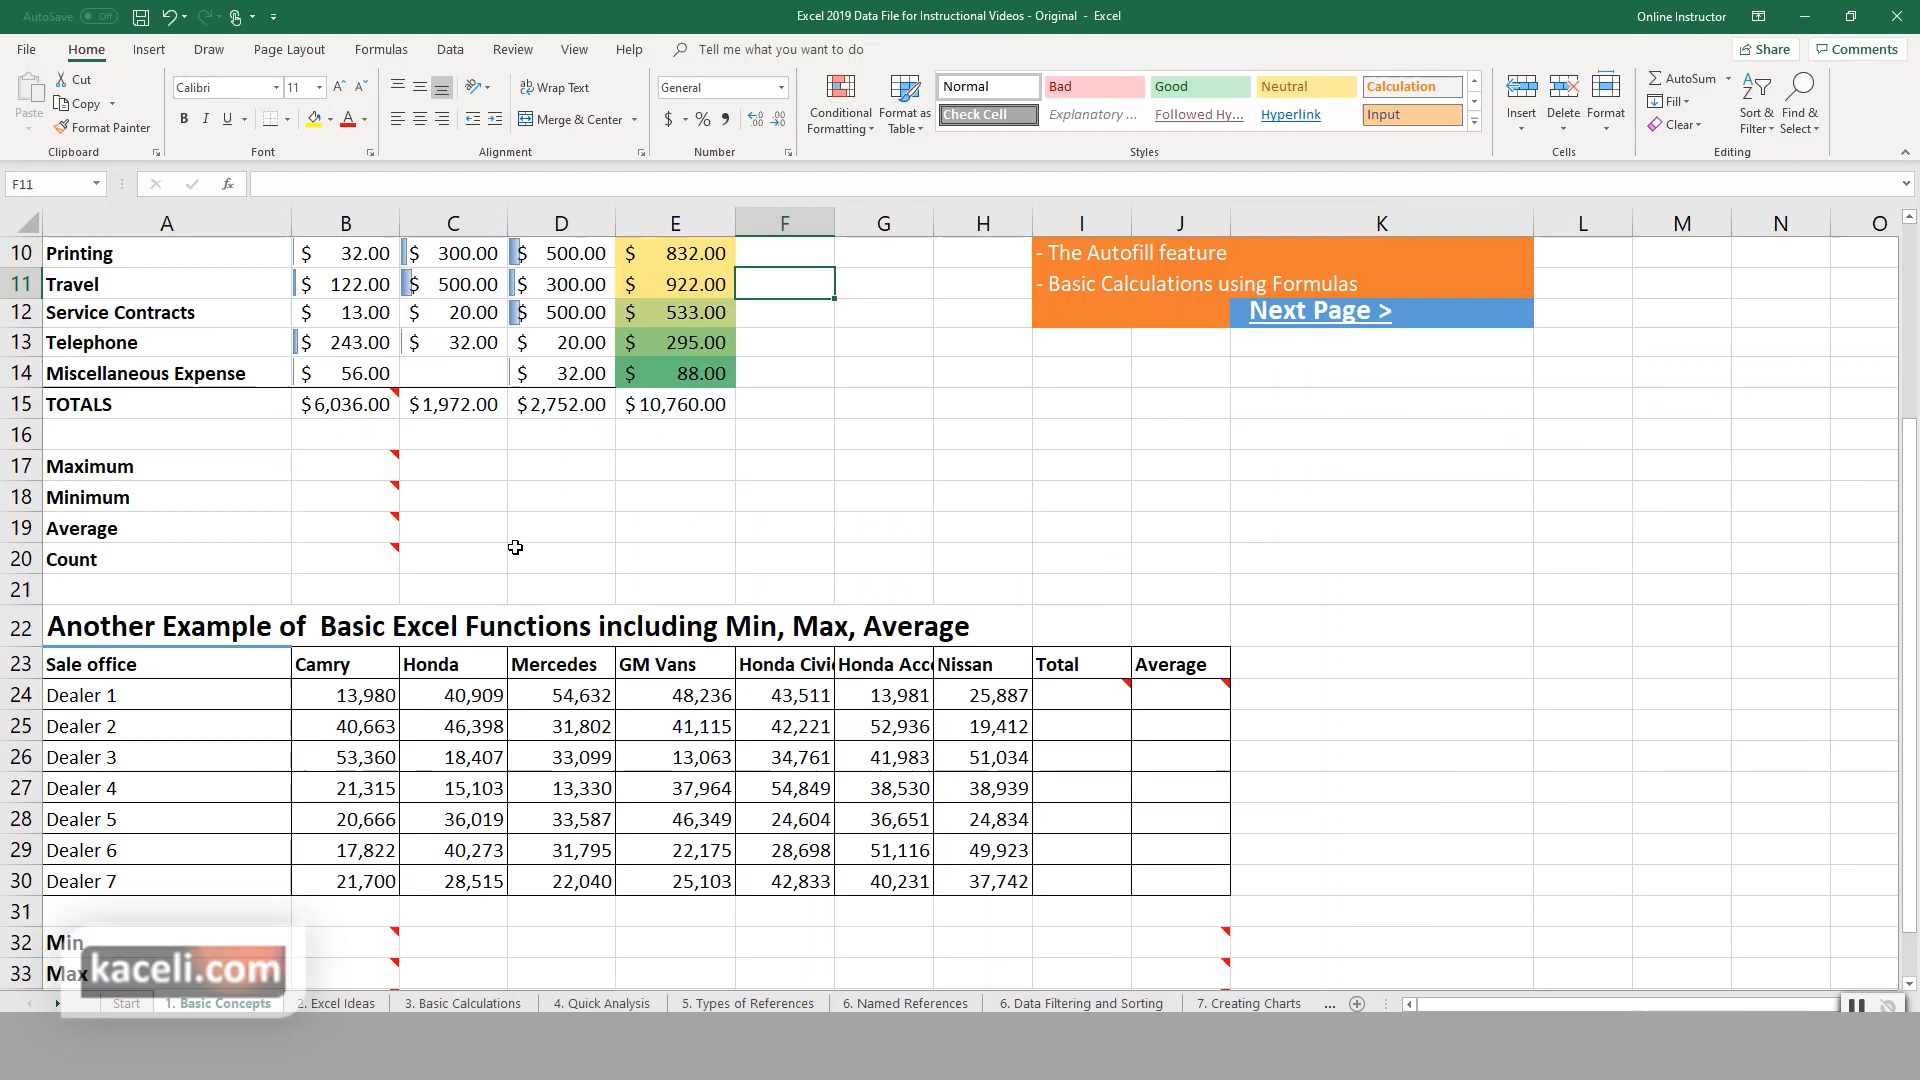 AutoSave Off
Excel 2019 Data File for Instructional Videos - Original - Excel
Online Instructor
File Home Insert Draw Page Layout Formulas Data Review View Help Tell me what you want to do
Share Comments
Paste
Cut
Copy
Format Painter
Clipboard
Calibri 11
B I U
Font
Wrap Text
Merge & Center
Alignment
General
$ % ,
Number
Conditional Formatting
Format as Table
Normal Bad Good Neutral Calculation
Check Cell Explanatory ... Followed Hy... Hyperlink Input
Styles
Insert Delete Format
Cells
AutoSum
Fill
Clear
Sort & Filter
Find & Select
Editing
F11
fx
A B C D E F G H I J K L M N O
10 Printing $ 32.00 $ 300.00 $ 500.00 $ 832.00 - The Autofill feature
11 Travel $ 122.00 $ 500.00 $ 300.00 $ 922.00 - Basic Calculations using Formulas
12 Service Contracts $ 13.00 $ 20.00 $ 500.00 $ 533.00 Next Page >
13 Telephone $ 243.00 $ 32.00 $ 20.00 $ 295.00
14 Miscellaneous Expense $ 56.00 $ 32.00 $ 88.00
15 TOTALS $6,036.00 $1,972.00 $2,752.00 $10,760.00
16
17 Maximum
18 Minimum
19 Average
20 Count
21
22 Another Example of Basic Excel Functions including Min, Max, Average
23 Sale office Camry Honda Mercedes GM Vans Honda Civi Honda Acc Nissan Total Average
24 Dealer 1 13,980 40,909 54,632 48,236 43,511 13,981 25,887
25 Dealer 2 40,663 46,398 31,802 41,115 42,221 52,936 19,412
26 Dealer 3 53,360 18,407 33,099 13,063 34,761 41,983 51,034
27 Dealer 4 21,315 15,103 13,330 37,964 54,849 38,530 38,939
28 Dealer 5 20,666 36,019 33,587 46,349 24,604 36,651 24,834
29 Dealer 6 17,822 40,273 31,795 22,175 28,698 51,116 49,923
30 Dealer 7 21,700 28,515 22,040 25,103 42,833 40,231 37,742
31
32 Min
33 Max
kaceli.com
Start 1. Basic Concepts 2. Excel Ideas 3. Basic Calculations 4. Quick Analysis 5. Types of References 6. Named References 6. Data Filtering and Sorting 7. Creating Charts ...